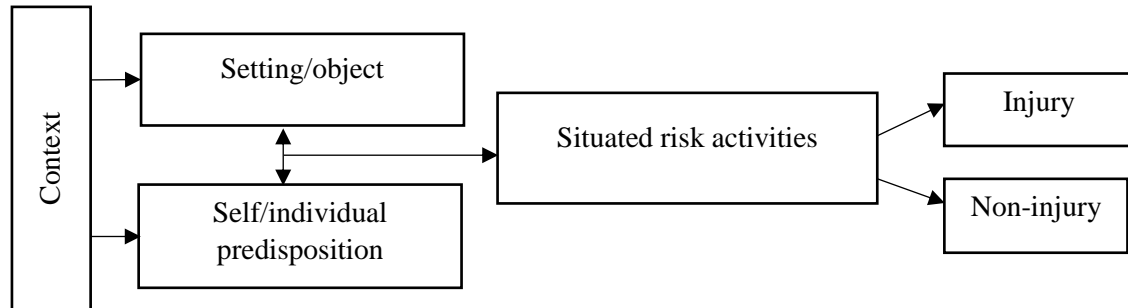 Context
Setting/object
Self/individual
predisposition
Situated risk activities
Injury
Non-injury